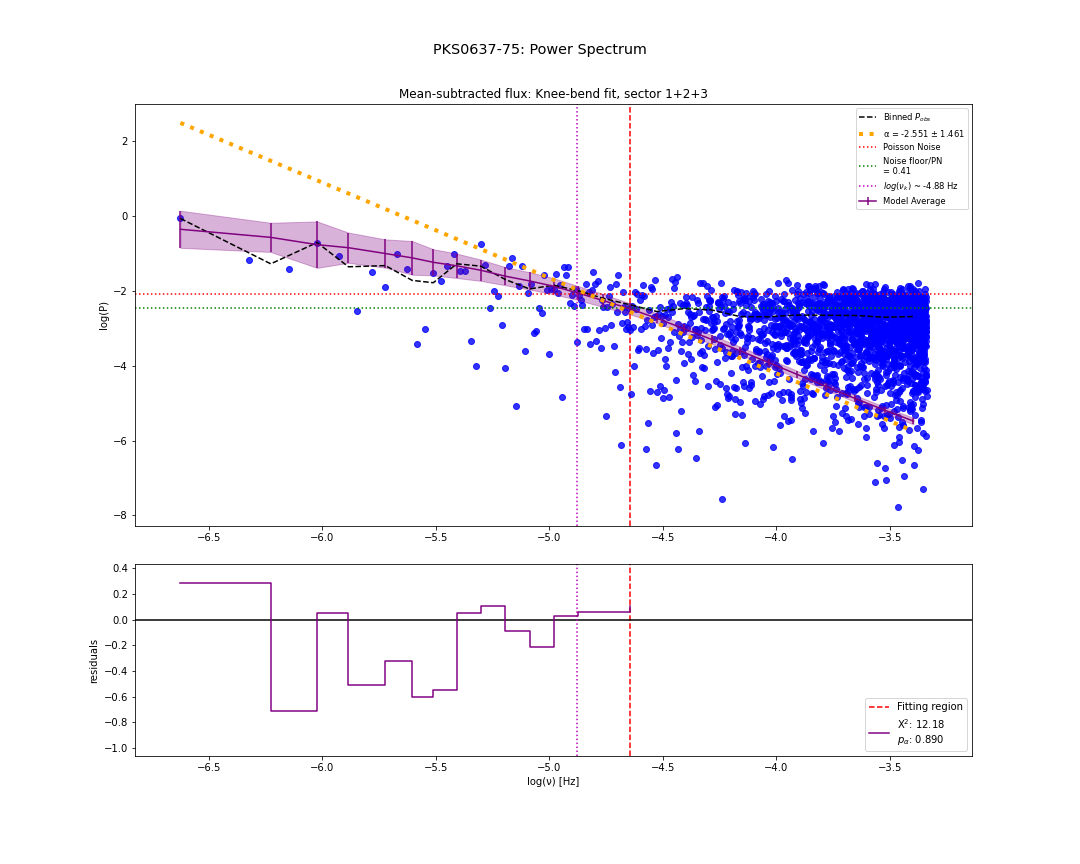 PKS0637-75: Power Spectrum
Mean-subtracted flux: Knee-bend fit, sector 1+2+3
log(P)
2
0
−2
−4
−6
−8
Binned P_obs
α = -2.551 ± 1.461
Poisson Noise
Noise floor/PN
= 0.41
log(ν_k) ~ -4.88 Hz
Model Average
−6.5 −6.0 −5.5 −5.0 −4.5 −4.0 −3.5
residuals
0.4
0.2
0.0
−0.2
−0.4
−0.6
−0.8
−1.0
Fitting region
X²: 12.18
p_α: 0.890
−6.5 −6.0 −5.5 −5.0 −4.5 −4.0 −3.5
log(ν) [Hz]